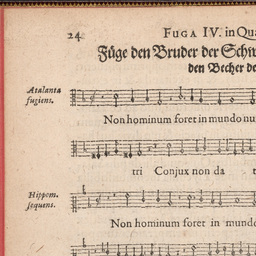 24 FUGA IV. in Qua
Füge den Bruder der Schw
den Becher de
Atalanta
fugiens.
Non hominum foret in mundo nu
tri Conjux non da t
Hippom.
sequens.
Non hominum foret in mundo